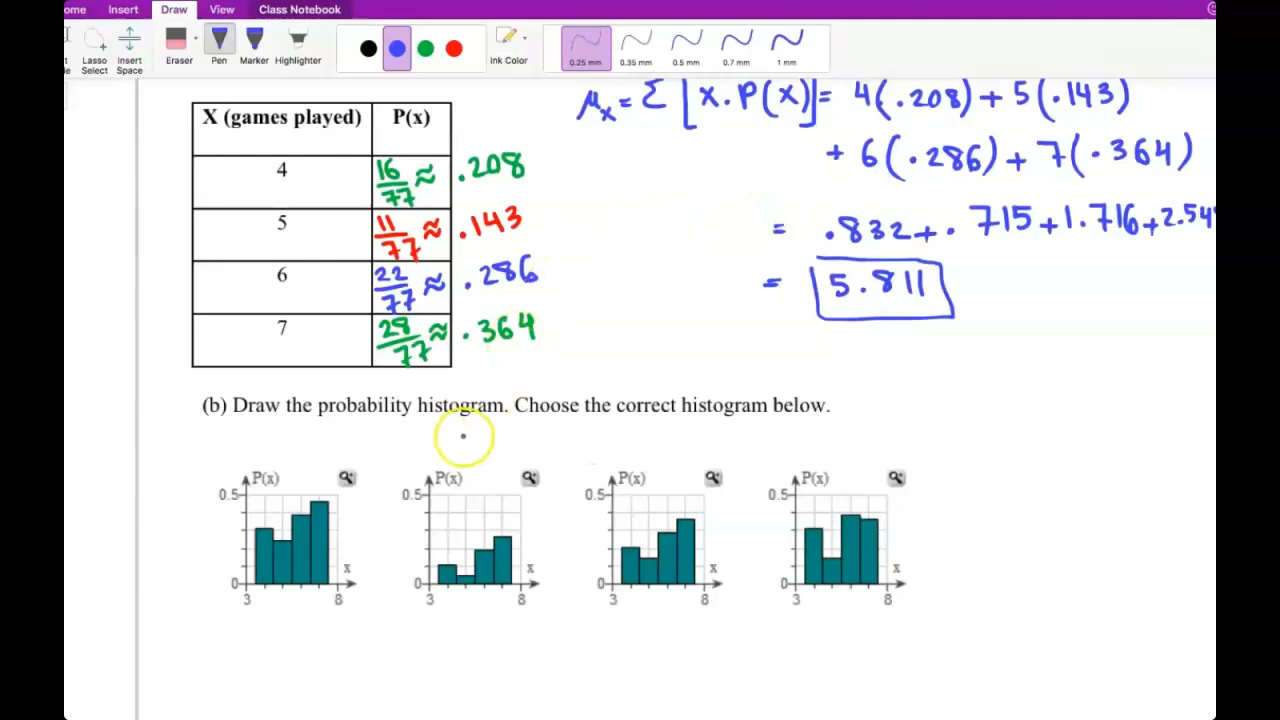 ome Insert Draw View Class Notebook
Lasso Select Insert Space Eraser Pen Marker Highlighter Ink Color 0.25 mm 0.35 mm 0.5 mm 0.7 mm 1 mm
X (games played) P(x)
4 16/77 ≈ .208
5 11/77 ≈ .143
6 22/77 ≈ .286
7 28/77 ≈ .364
μx = Σ [X . P(X)] = 4(.208) + 5(.143)
+ 6(.286) + 7(.364)
= .832 + .715 + 1.716 + 2.54
= 5.811
(b) Draw the probability histogram. Choose the correct histogram below.
P(x) 0.5 0 3 8 x
P(x) 0.5 0 3 8 x
P(x) 0.5 0 3 8 x
P(x) 0.5 0 3 8 x